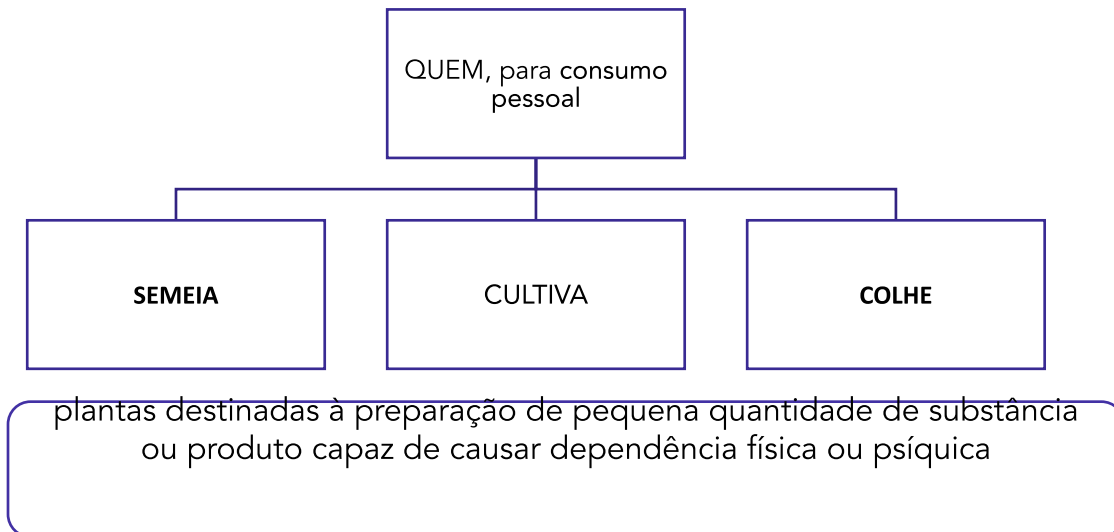 QUEM, para consumo
pessoal
SEMEIA
CULTIVA
COLHE
plantas destinadas à preparação de pequena quantidade de substância
ou produto capaz de causar dependência física ou psíquica